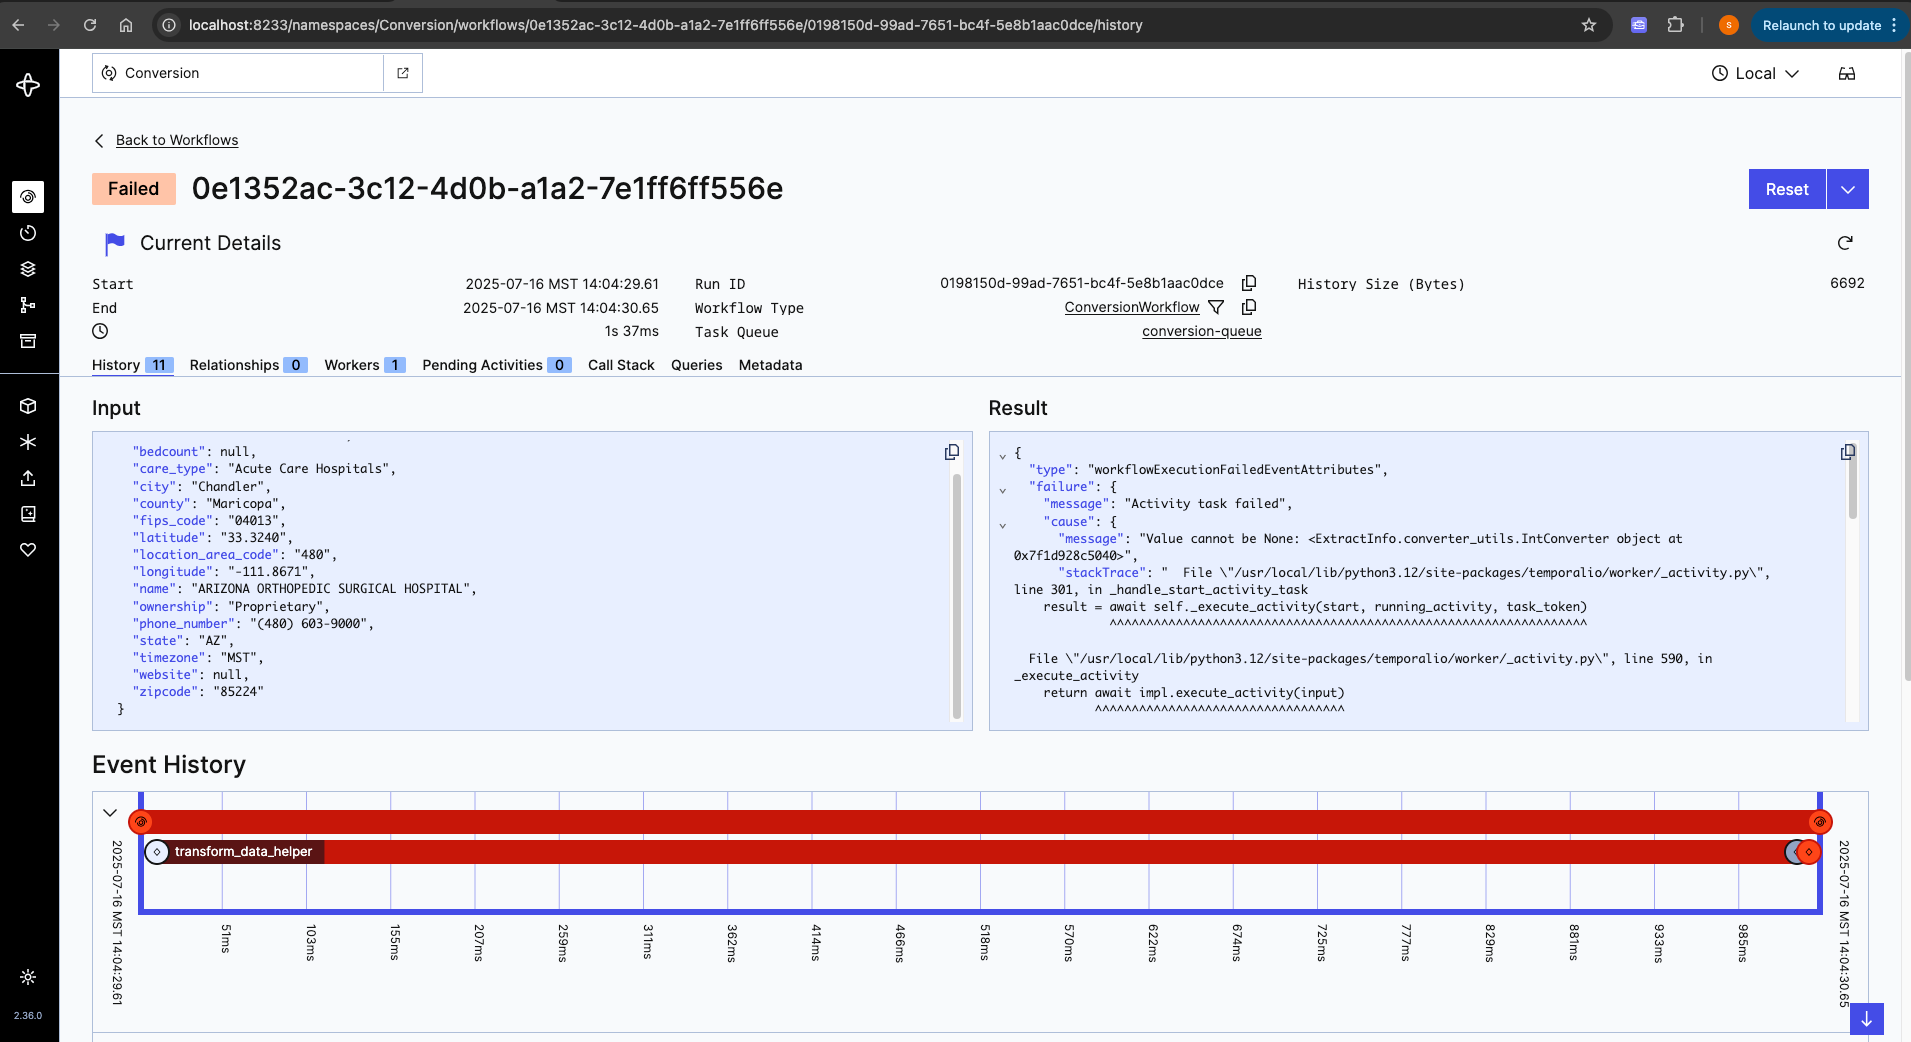 localhost:8233/namespaces/Conversion/workflows/0e1352ac-3c12-4d0b-a1a2-7e1ff6ff556e/0198150d-99ad-7651-bc4f-5e8b1aac0dce/history
S
Relaunch to update
Conversion
Local
Back to Workflows
Failed 0e1352ac-3c12-4d0b-a1a2-7e1ff6ff556e
Reset
Current Details
Start 2025-07-16 MST 14:04:29.61
End 2025-07-16 MST 14:04:30.65
1s 37ms
Run ID 0198150d-99ad-7651-bc4f-5e8b1aac0dce
Workflow Type ConversionWorkflow
Task Queue conversion-queue
History Size (Bytes) 6692
History 11 Relationships 0 Workers 1 Pending Activities 0 Call Stack Queries Metadata
Input
"bedcount": null,
"care_type": "Acute Care Hospitals",
"city": "Chandler",
"county": "Maricopa",
"fips_code": "04013",
"latitude": "33.3240",
"location_area_code": "480",
"longitude": "-111.8671",
"name": "ARIZONA ORTHOPEDIC SURGICAL HOSPITAL",
"ownership": "Proprietary",
"phone_number": "(480) 603-9000",
"state": "AZ",
"timezone": "MST",
"website": null,
"zipcode": "85224"
}
Result
{
"type": "workflowExecutionFailedEventAttributes",
"failure": {
"message": "Activity task failed",
"cause": {
"message": "Value cannot be None: <ExtractInfo.converter_utils.IntConverter object at
0x7f1d928c5040>",
"stackTrace": "  File \"/usr/local/lib/python3.12/site-packages/temporalio/worker/_activity.py\",
line 301, in _handle_start_activity_task
result = await self._execute_activity(start, running_activity, task_token)
^^^^^^^^^^^^^^^^^^^^^^^^^^^^^^^^^^^^^^^^^^^^^^^^^^^^^^^^^^^^^^^^^
File \"/usr/local/lib/python3.12/site-packages/temporalio/worker/_activity.py\", line 590, in
_execute_activity
return await impl.execute_activity(input)
^^^^^^^^^^^^^^^^^^^^^^^^^^^^^^^^^^
Event History
transform_data_helper
2025-07-16 MST 14:04:29.61
51ms
103ms
155ms
207ms
259ms
311ms
362ms
414ms
466ms
518ms
570ms
622ms
674ms
725ms
777ms
829ms
881ms
933ms
985ms
2025-07-16 MST 14:04:30.65
2.36.0